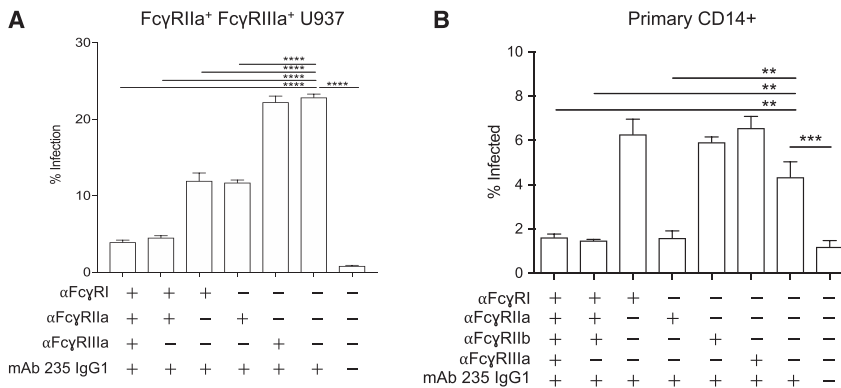 A
FcγRIIa⁺ FcγRIIIa⁺ U937
% Infection
30
20
10
0
****
****
****
****
****
αFcγRI + + + − − − −
αFcγRIIa + + − + − − −
αFcγRIIIa + − − − + − −
mAb 235 IgG1 + + + + + + −
B
Primary CD14+
% Infected
10
8
6
4
2
0
**
**
**
***
αFcγRI + + + − − − − −
αFcγRIIa + + − + − − − −
αFcγRIIb + + − − + − − −
αFcγRIIIa + − − − − + − −
mAb 235 IgG1 + + + + + + + −